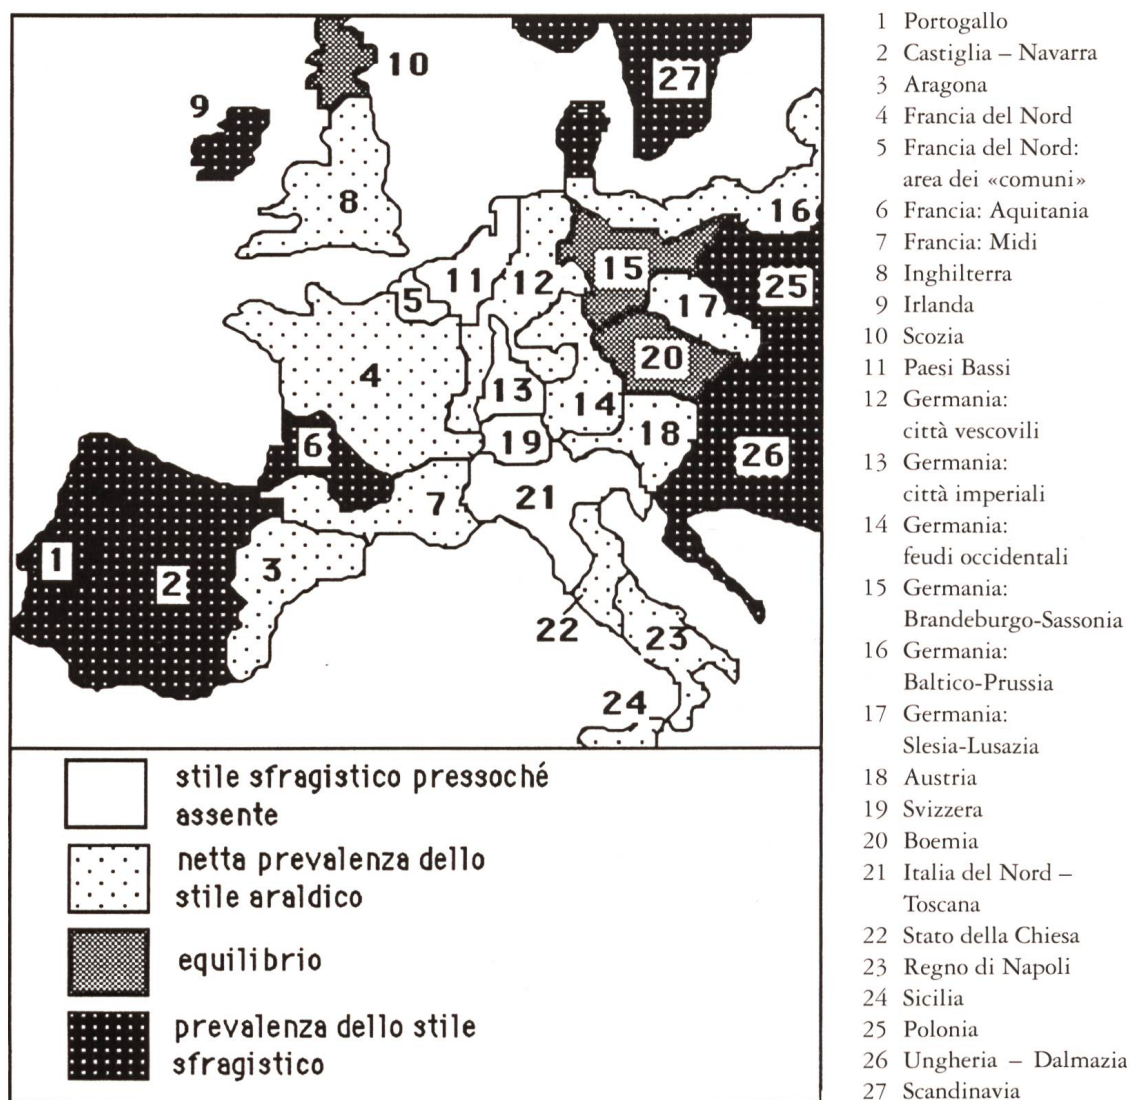 10
27
9
8
16
15
25
11
12
5
17
20
4
13
14
18
19
6
26
7
21
1
2
3
22
23
24
stile sfragistico pressoché
assente
netta prevalenza dello
stile araldico
equilibrio
prevalenza dello stile
sfragistico
1 Portogallo
2 Castiglia – Navarra
3 Aragona
4 Francia del Nord
5 Francia del Nord:
area dei «comuni»
6 Francia: Aquitania
7 Francia: Midi
8 Inghilterra
9 Irlanda
10 Scozia
11 Paesi Bassi
12 Germania:
città vescovili
13 Germania:
città imperiali
14 Germania:
feudi occidentali
15 Germania:
Brandeburgo-Sassonia
16 Germania:
Baltico-Prussia
17 Germania:
Slesia-Lusazia
18 Austria
19 Svizzera
20 Boemia
21 Italia del Nord –
Toscana
22 Stato della Chiesa
23 Regno di Napoli
24 Sicilia
25 Polonia
26 Ungheria – Dalmazia
27 Scandinavia